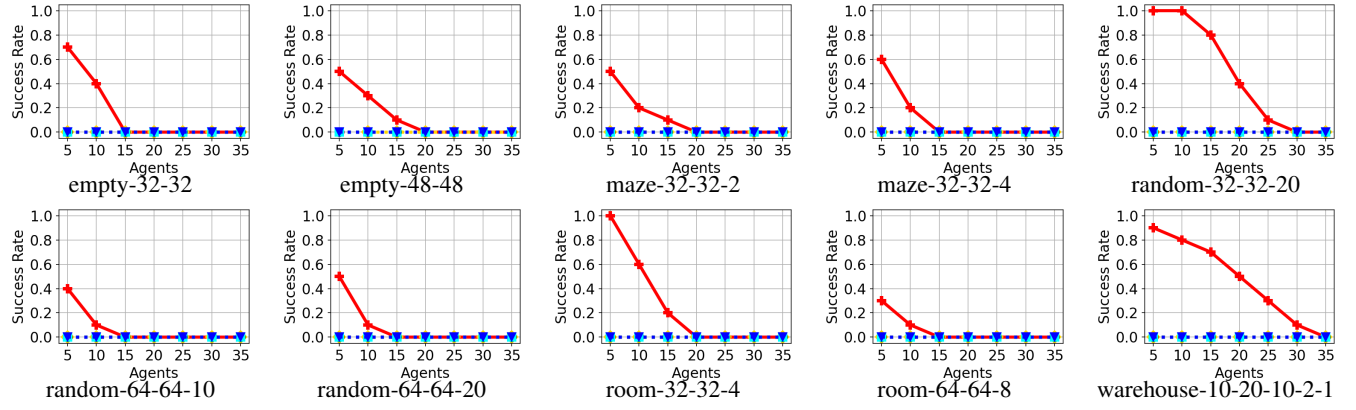 Success Rate
1.0
0.8
0.6
0.4
0.2
0.0
5 10 15 20 25 30 35
Agents
empty-32-32
Success Rate
1.0
0.8
0.6
0.4
0.2
0.0
5 10 15 20 25 30 35
Agents
empty-48-48
Success Rate
1.0
0.8
0.6
0.4
0.2
0.0
5 10 15 20 25 30 35
Agents
maze-32-32-2
Success Rate
1.0
0.8
0.6
0.4
0.2
0.0
5 10 15 20 25 30 35
Agents
maze-32-32-4
Success Rate
1.0
0.8
0.6
0.4
0.2
0.0
5 10 15 20 25 30 35
Agents
random-32-32-20
Success Rate
1.0
0.8
0.6
0.4
0.2
0.0
5 10 15 20 25 30 35
Agents
random-64-64-10
Success Rate
1.0
0.8
0.6
0.4
0.2
0.0
5 10 15 20 25 30 35
Agents
random-64-64-20
Success Rate
1.0
0.8
0.6
0.4
0.2
0.0
5 10 15 20 25 30 35
Agents
room-32-32-4
Success Rate
1.0
0.8
0.6
0.4
0.2
0.0
5 10 15 20 25 30 35
Agents
room-64-64-8
Success Rate
1.0
0.8
0.6
0.4
0.2
0.0
5 10 15 20 25 30 35
Agents
warehouse-10-20-10-2-1